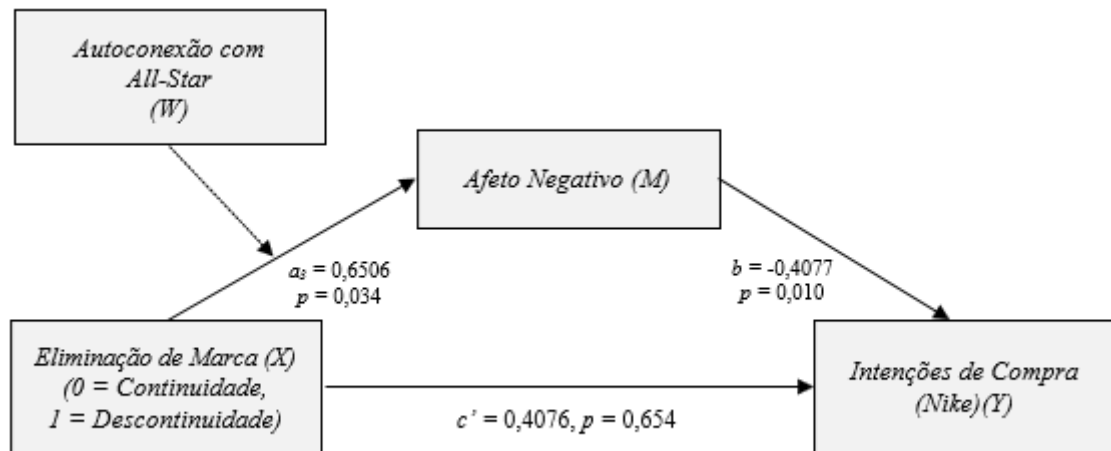 Autoconexão com
All-Star
(W)
Afeto Negativo (M)
a₃ = 0,6506
p = 0,034
b = -0,4077
p = 0,010
Eliminação de Marca (X)
(0 = Continuidade,
1 = Descontinuidade)
c’ = 0,4076, p = 0,654
Intenções de Compra
(Nike)(Y)